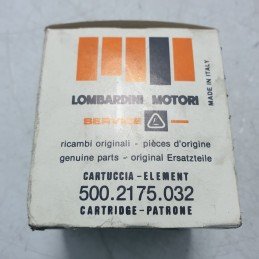 LOMBARDINI MOTORI
SERVICE
ricambi originali - pièces d'origine
genuine parts - original Ersatzteile
CARTUCCIA - ELEMENT
500.2175.032
CARTRIDGE - PATRONE
MADE IN ITALY